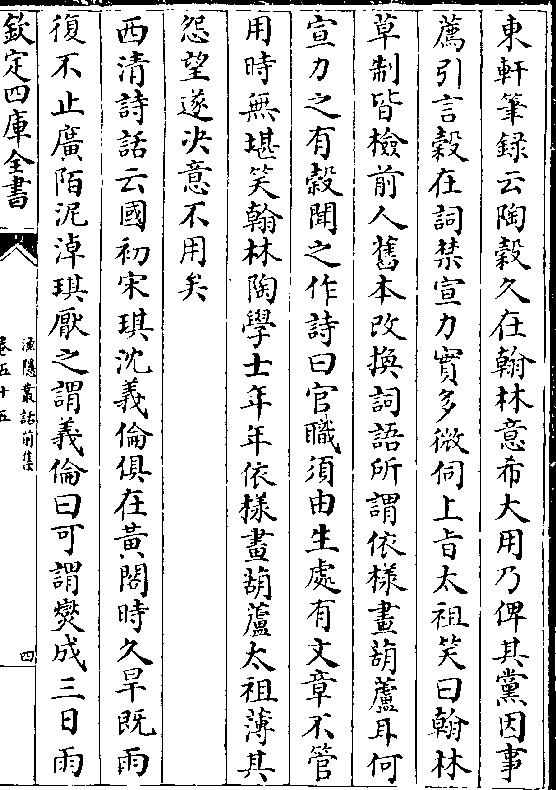 東軒筆録云陶穀久在翰林意希大用乃俾其黨因事
薦引言穀在詞禁宣力實多微伺上旨太祖笑曰翰林
草制皆檢前人舊本改換詞語所謂依樣畫葫蘆耳何
宣力之有穀聞之作詩曰官職須由生處有文章不管
用時無堪笑翰林陶學士年年依樣畫葫蘆太祖薄其
怨望遂决意不用矣
西清詩話云國初宋琪沈義倫俱在黃閤時久旱既雨
復不止廣陌泥淖琪厭之謂義倫曰可謂爕成三日雨
欽定四庫全書
漁隱叢話前集
卷五十五
四